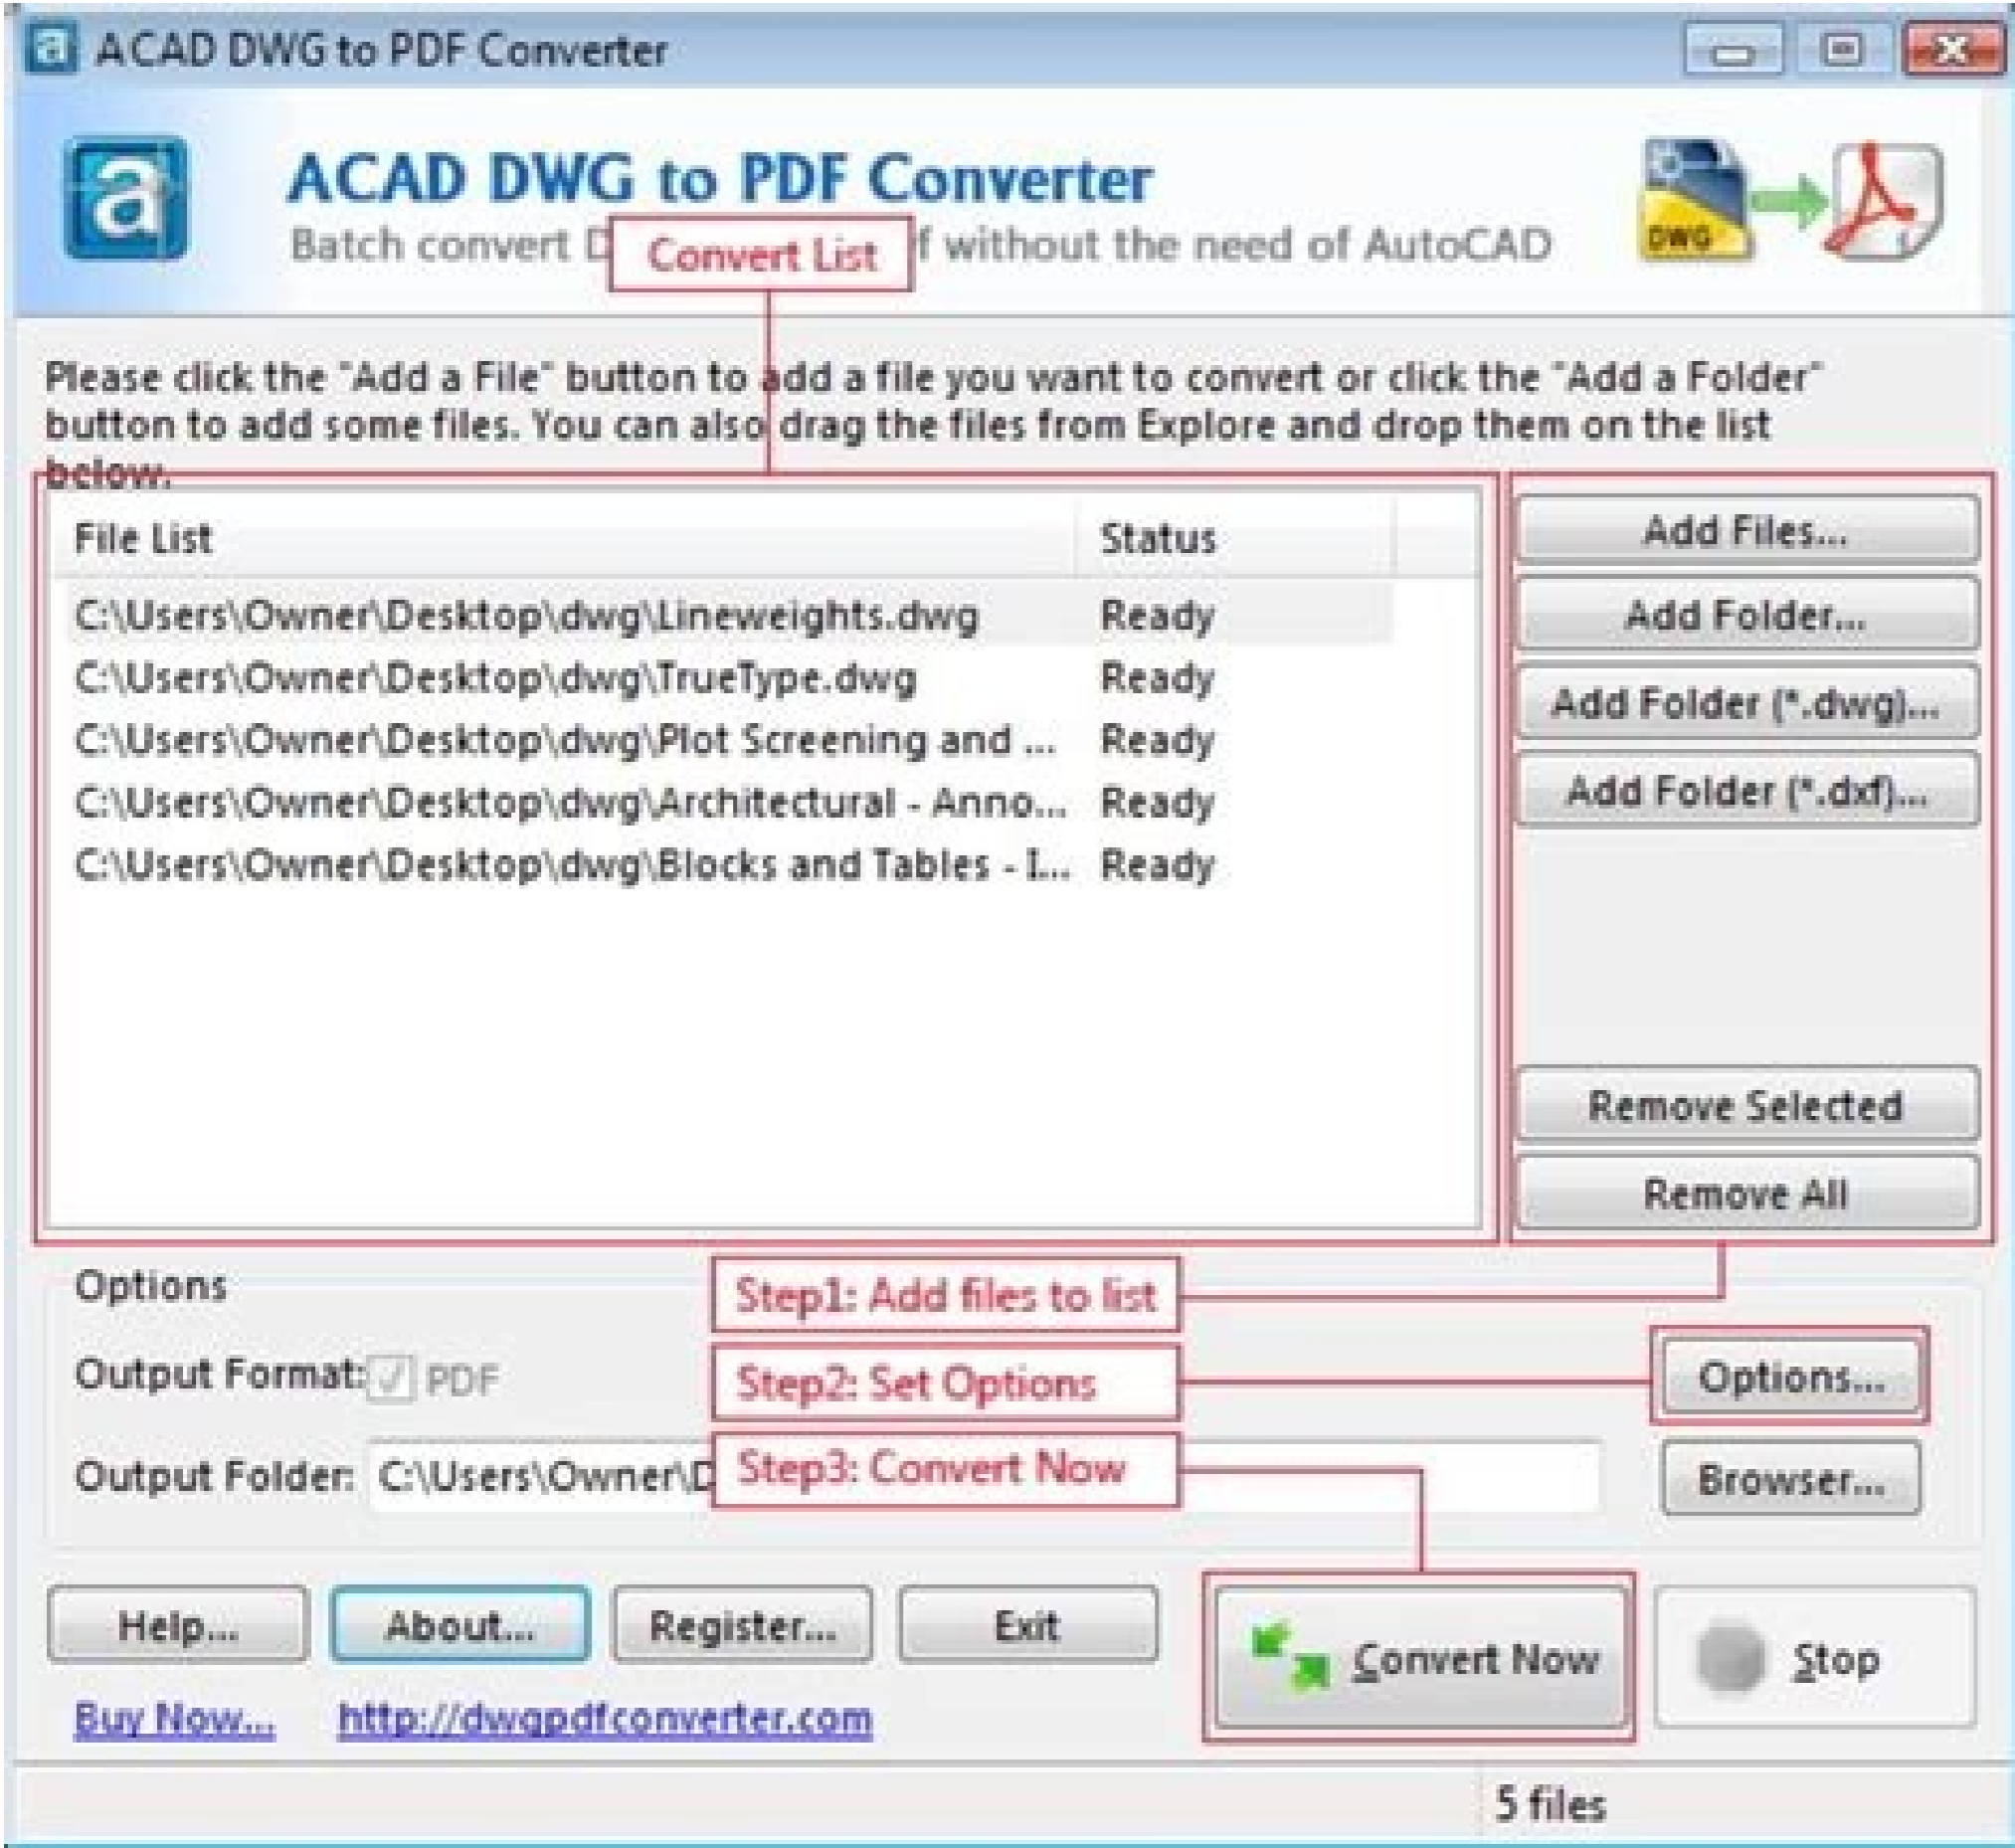 ACAD DWG to PDF Converter
ACAD DWG to PDF Converter
Batch convert D
Convert List
f without the need of AutoCAD
DWG
Please click the "Add a File" button to add a file you want to convert or click the "Add a Folder"
button to add some files. You can also drag the files from Explore and drop them on the list
below.
File List Status
C:\Users\Owner\Desktop\dwg\Lineweights.dwg Ready
C:\Users\Owner\Desktop\dwg\TrueType.dwg Ready
C:\Users\Owner\Desktop\dwg\Plot Screening and ... Ready
C:\Users\Owner\Desktop\dwg\Architectural - Anno... Ready
C:\Users\Owner\Desktop\dwg\Blocks and Tables - I... Ready
Add Files...
Add Folder...
Add Folder (*.dwg)...
Add Folder (*.dxf)...
Remove Selected
Remove All
Options
Step1: Add files to list
Output Format: PDF
Step2: Set Options
Options...
Output Folder: C:\Users\Owner\D
Step3: Convert Now
Browser...
Help... About... Register... Exit
Convert Now Stop
Buy Now... http://dwgpdfconverter.com
5 files